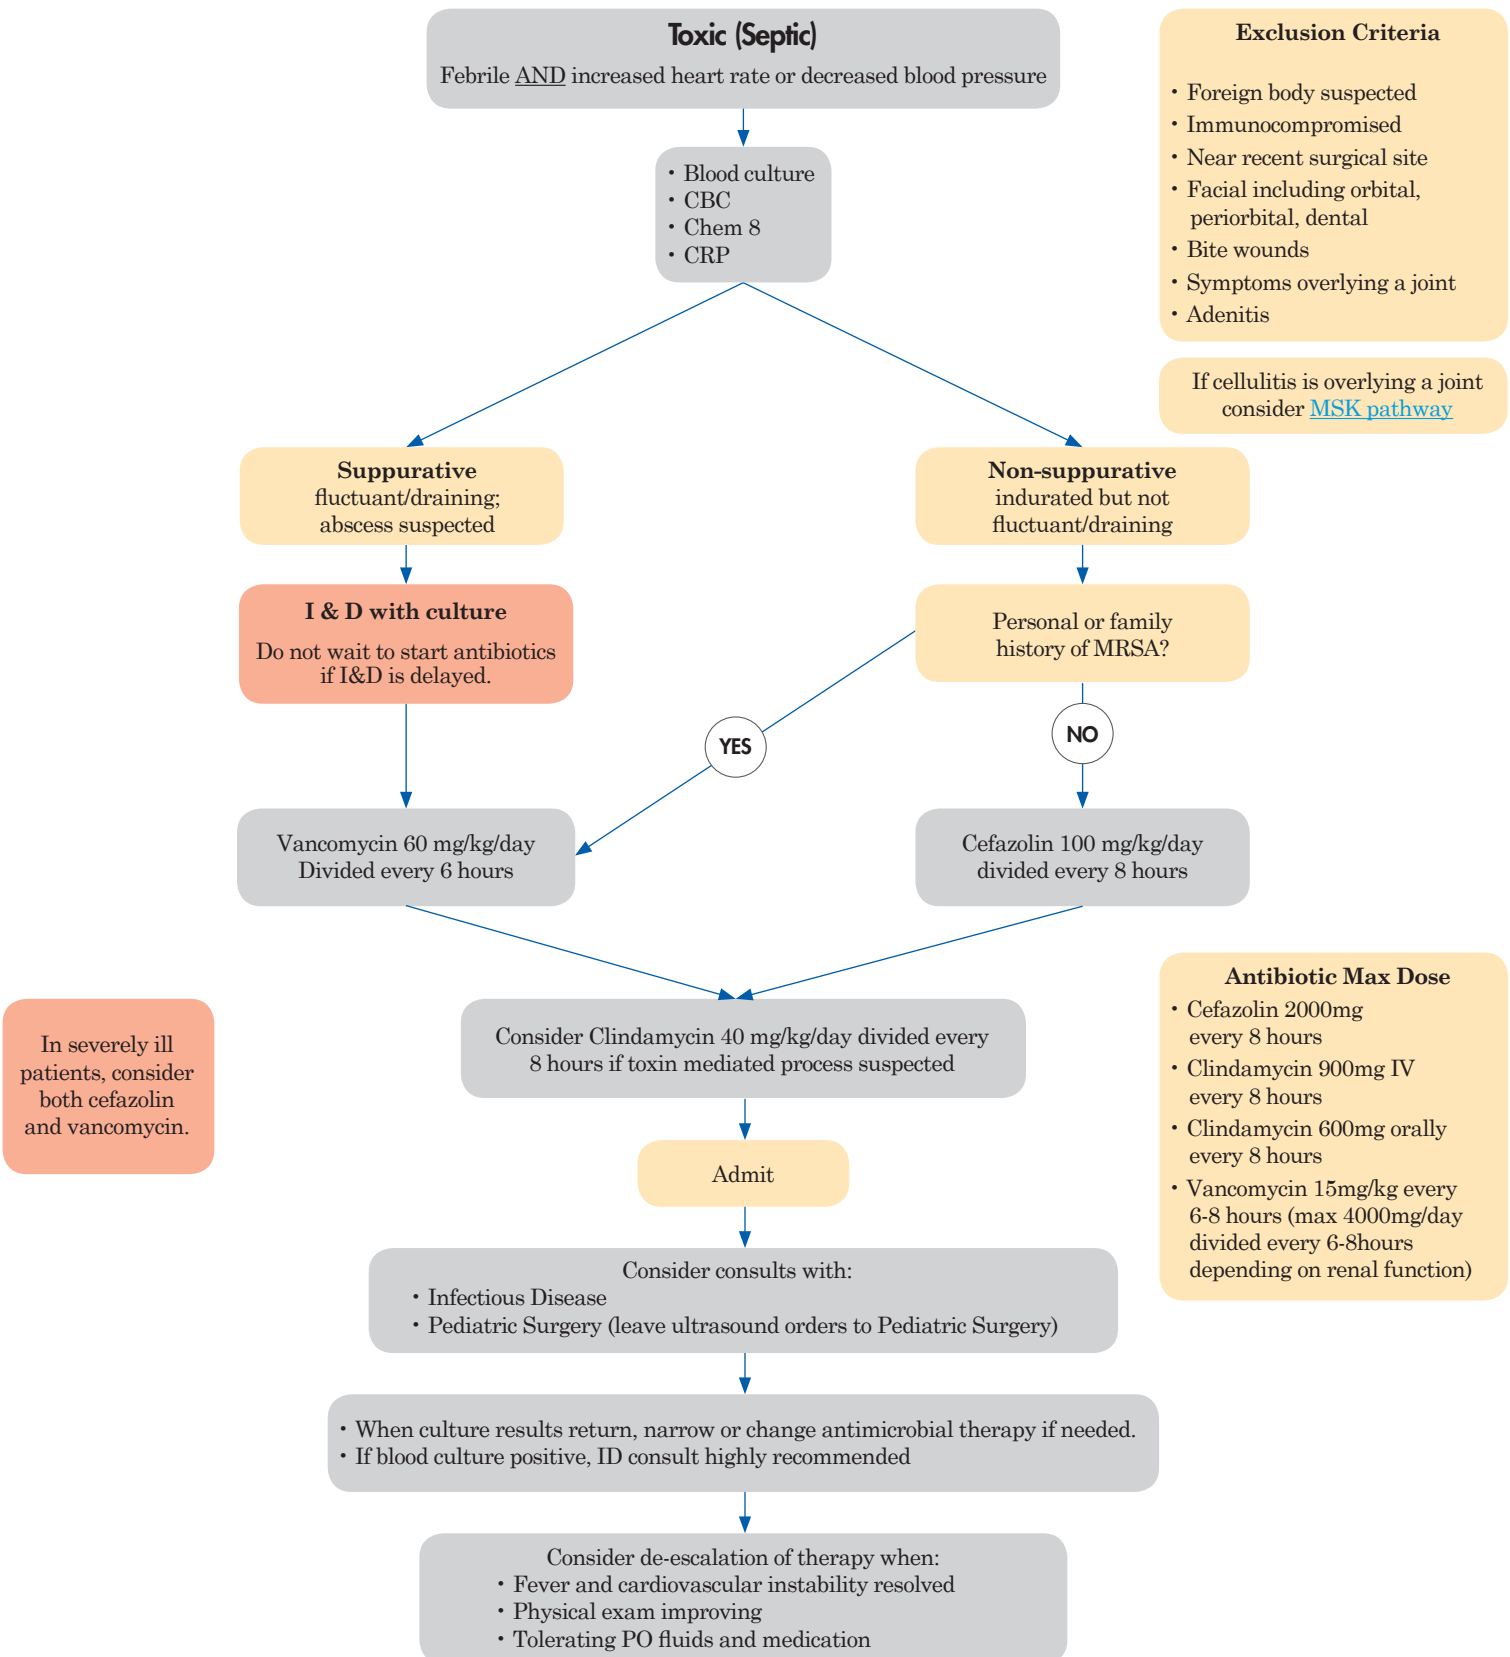 Toxic (Septic)
Febrile AND increased heart rate or decreased blood pressure
Exclusion Criteria
• Foreign body suspected
• Immunocompromised
• Near recent surgical site
• Facial including orbital,
periorbital, dental
• Bite wounds
• Symptoms overlying a joint
• Adenitis
• Blood culture
• CBC
• Chem 8
• CRP
If cellulitis is overlying a joint
consider MSK pathway
Suppurative
fluctuant/draining;
abscess suspected
Non-suppurative
indurated but not
fluctuant/draining
I & D with culture
Do not wait to start antibiotics
if I&D is delayed.
Personal or family
history of MRSA?
YES
NO
Vancomycin 60 mg/kg/day
Divided every 6 hours
Cefazolin 100 mg/kg/day
divided every 8 hours
In severely ill
patients, consider
both cefazolin
and vancomycin.
Consider Clindamycin 40 mg/kg/day divided every
8 hours if toxin mediated process suspected
Antibiotic Max Dose
• Cefazolin 2000mg
every 8 hours
• Clindamycin 900mg IV
every 8 hours
• Clindamycin 600mg orally
every 8 hours
• Vancomycin 15mg/kg every
6-8 hours (max 4000mg/day
divided every 6-8hours
depending on renal function)
Admit
Consider consults with:
• Infectious Disease
• Pediatric Surgery (leave ultrasound orders to Pediatric Surgery)
• When culture results return, narrow or change antimicrobial therapy if needed.
• If blood culture positive, ID consult highly recommended
Consider de-escalation of therapy when:
• Fever and cardiovascular instability resolved
• Physical exam improving
• Tolerating PO fluids and medication